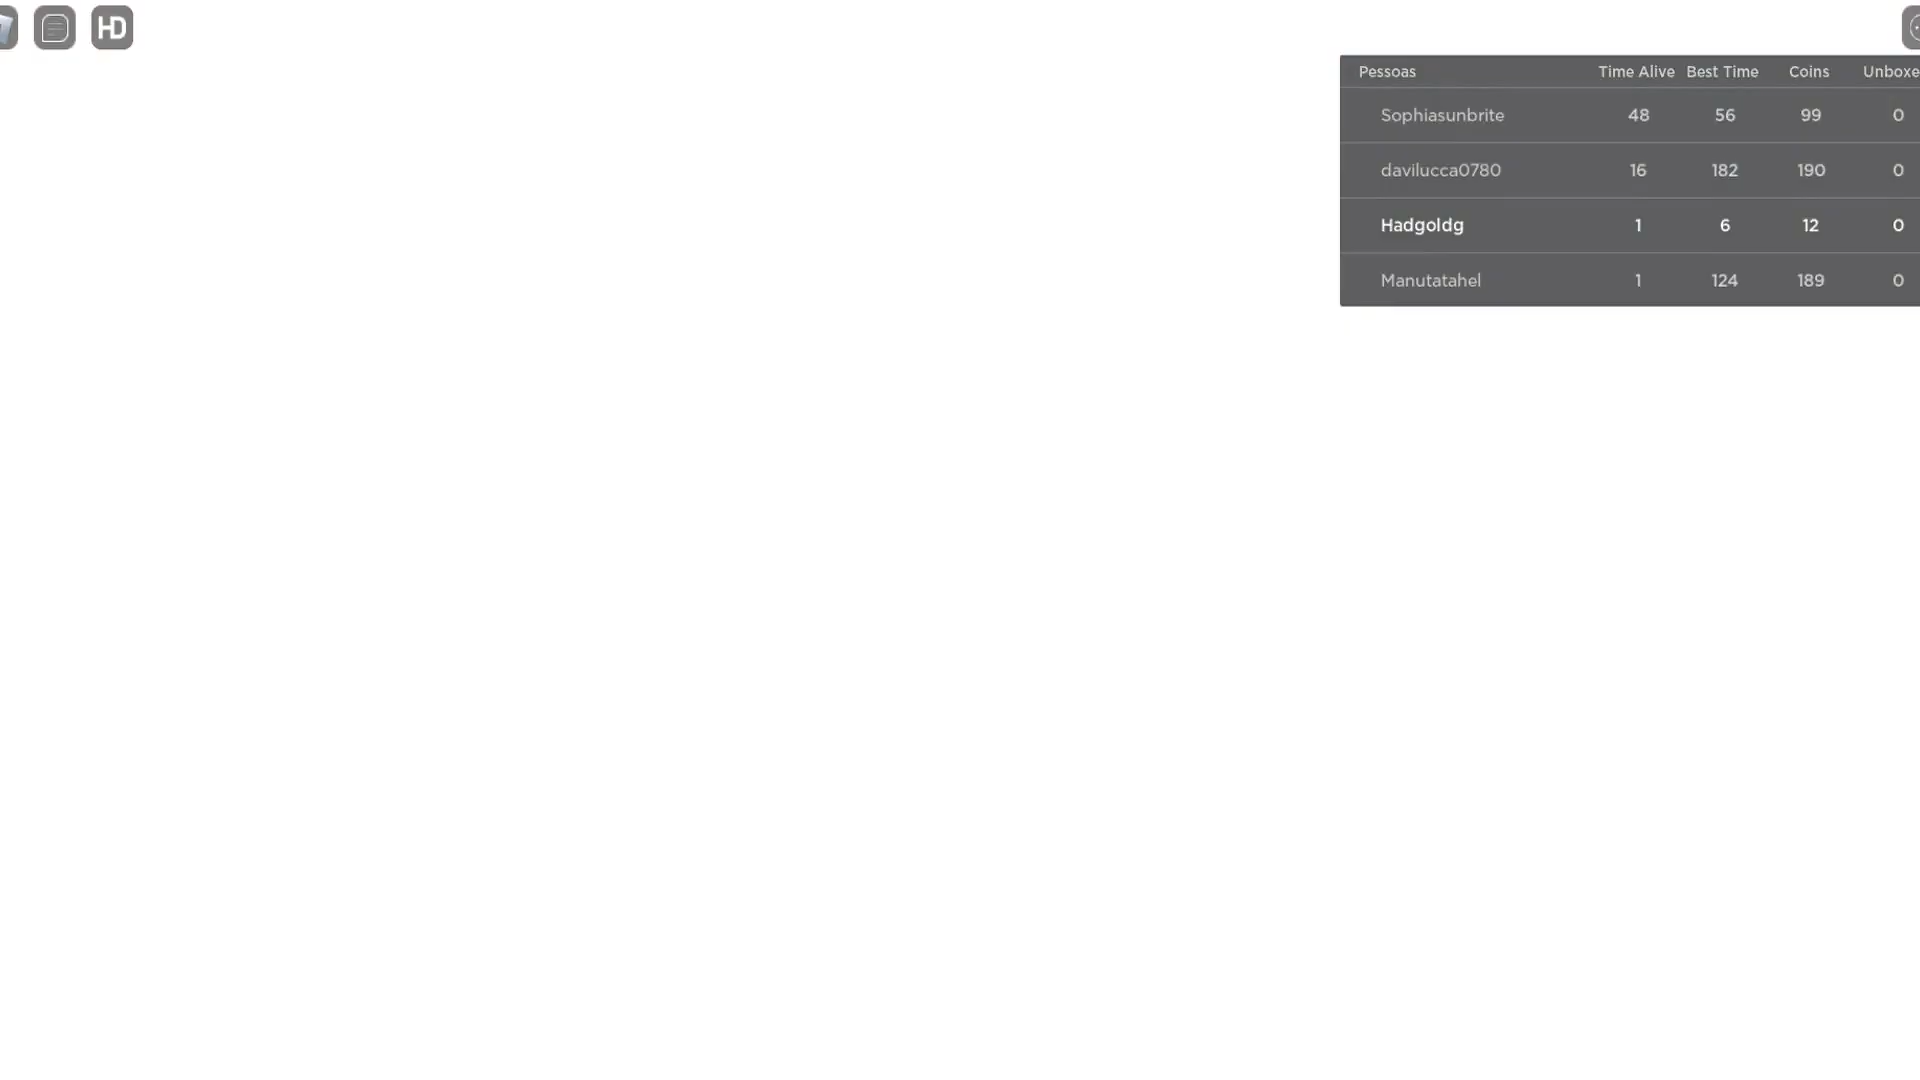 HD
Pessoas Time Alive Best Time Coins Unboxe
Sophiasunbrite 48 56 99 0
davilucca0780 16 182 190 0
Hadgoldg 1 6 12 0
Manutatahel 1 124 189 0